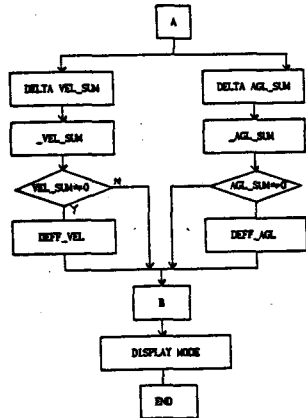 A
DELTA VEL_SUM
DELTA AGL_SUM
_VEL_SUM
_AGL_SUM
VEL_SUM=0
N
AGL_SUM=0
Y
DEFF_VEL
DEFF_AGL
B
DISPLAY MODE
END